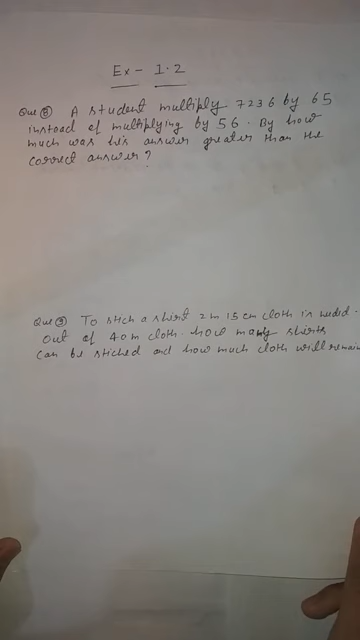 Ex- 1.2
Que ⑧ A student multiply 7236 by 65
instead of multiplying by 56. By how
much was his answer greater than the
correct answer?
Que ⑨ To stich a shirt 2m 15 cm cloth is needed.
out of 40m cloth. how many shirts
can be stiched and how much cloth will remain